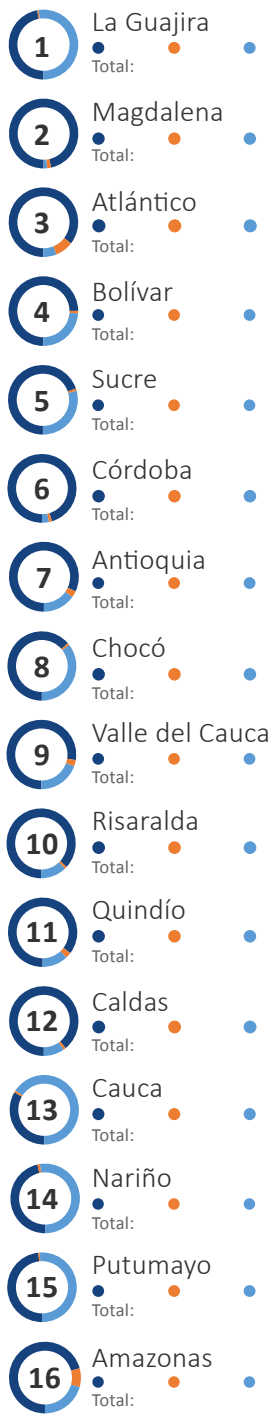 1
La Guajira
Total:
2
Magdalena
Total:
3
Atlántico
Total:
4
Bolívar
Total:
5
Sucre
Total:
6
Córdoba
Total:
7
Antioquia
Total:
8
Chocó
Total:
9
Valle del Cauca
Total:
10
Risaralda
Total:
11
Quindío
Total:
12
Caldas
Total:
13
Cauca
Total:
14
Nariño
Total:
15
Putumayo
Total:
16
Amazonas
Total: